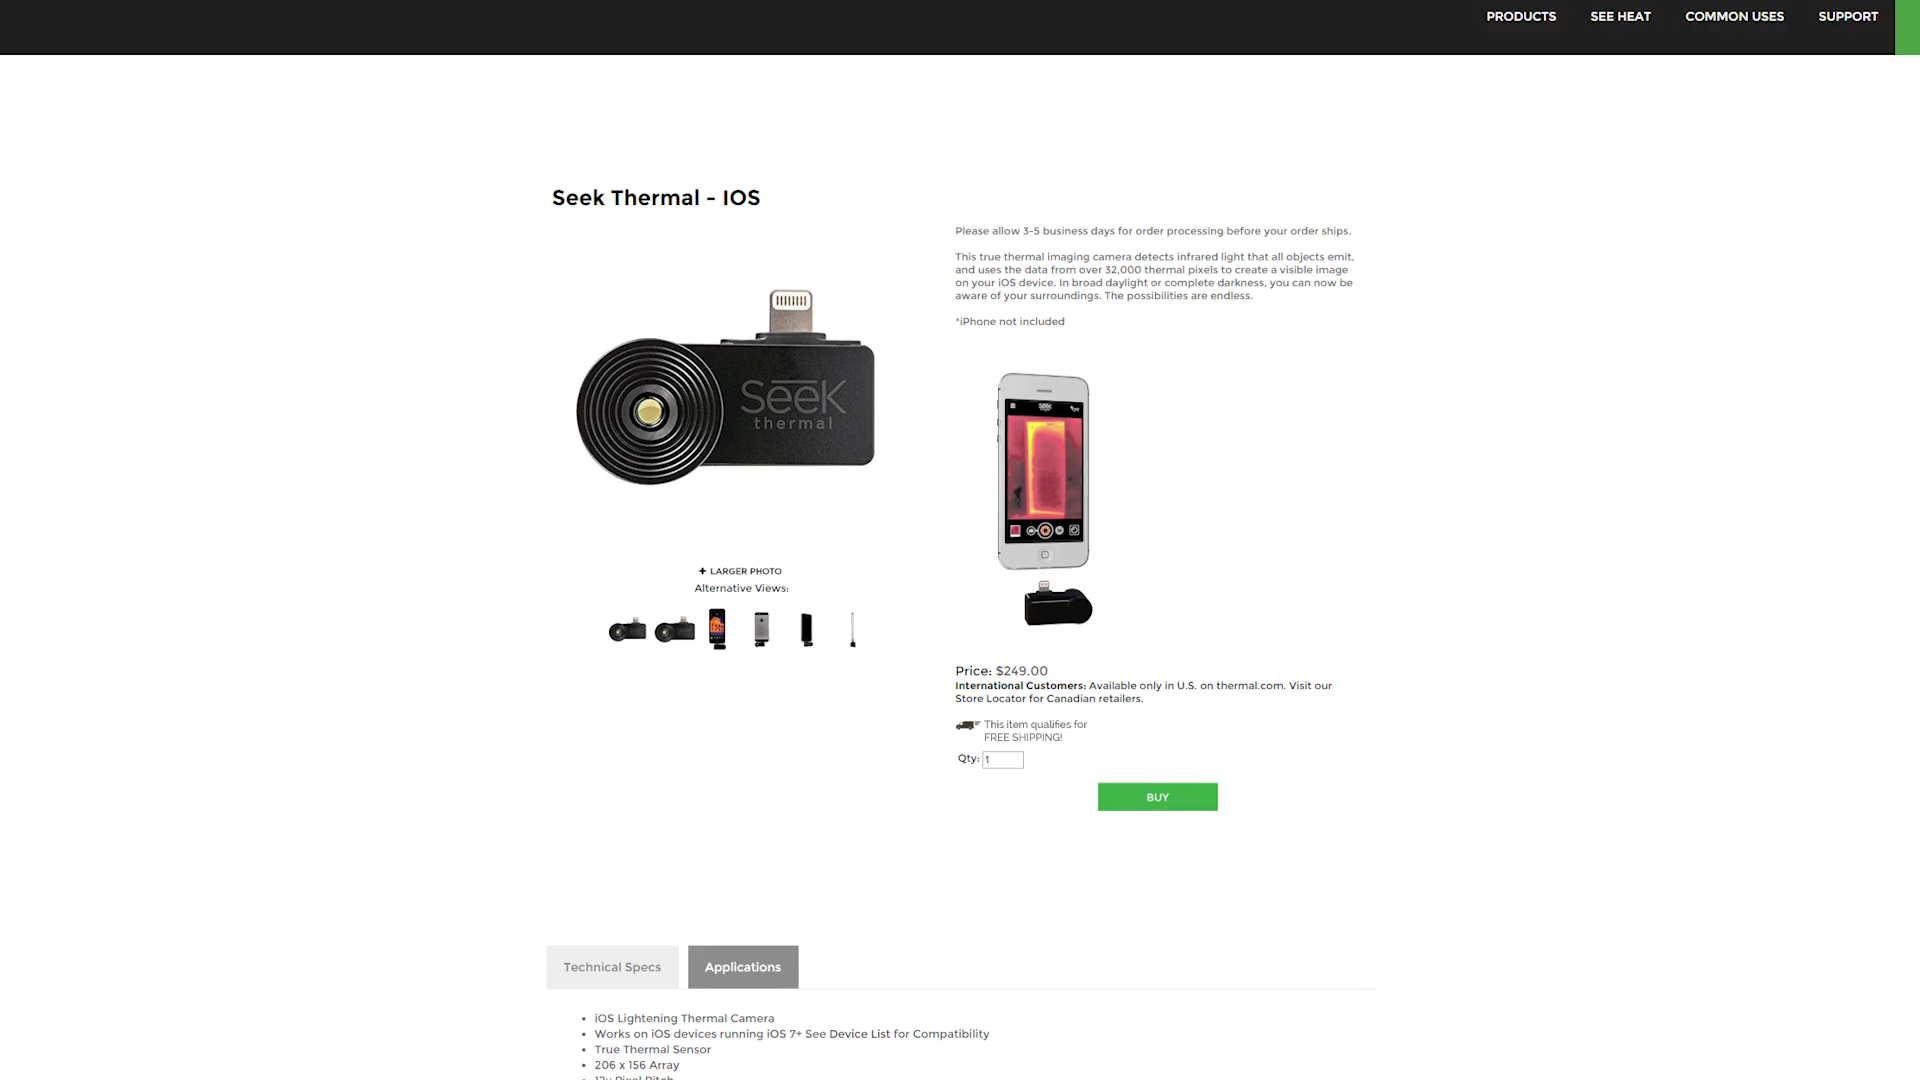 PRODUCTS SEE HEAT COMMON USES SUPPORT
Seek Thermal - IOS
Please allow 3-5 business days for order processing before your order ships.
This true thermal imaging camera detects infrared light that all objects emit,
and uses the data from over 32,000 thermal pixels to create a visible image
on your iOS device. In broad daylight or complete darkness, you can now be
aware of your surroundings. The possibilities are endless.
*iPhone not included
Seek
thermal
+ LARGER PHOTO
Alternative Views:
Price: $249.00
International Customers: Available only in U.S. on thermal.com. Visit our
Store Locator for Canadian retailers.
This item qualifies for
FREE SHIPPING!
Qty: 1
BUY
Technical Specs Applications
• iOS Lightening Thermal Camera
• Works on iOS devices running iOS 7+ See Device List for Compatibility
• True Thermal Sensor
• 206 x 156 Array
• 12u Pixel Pitch